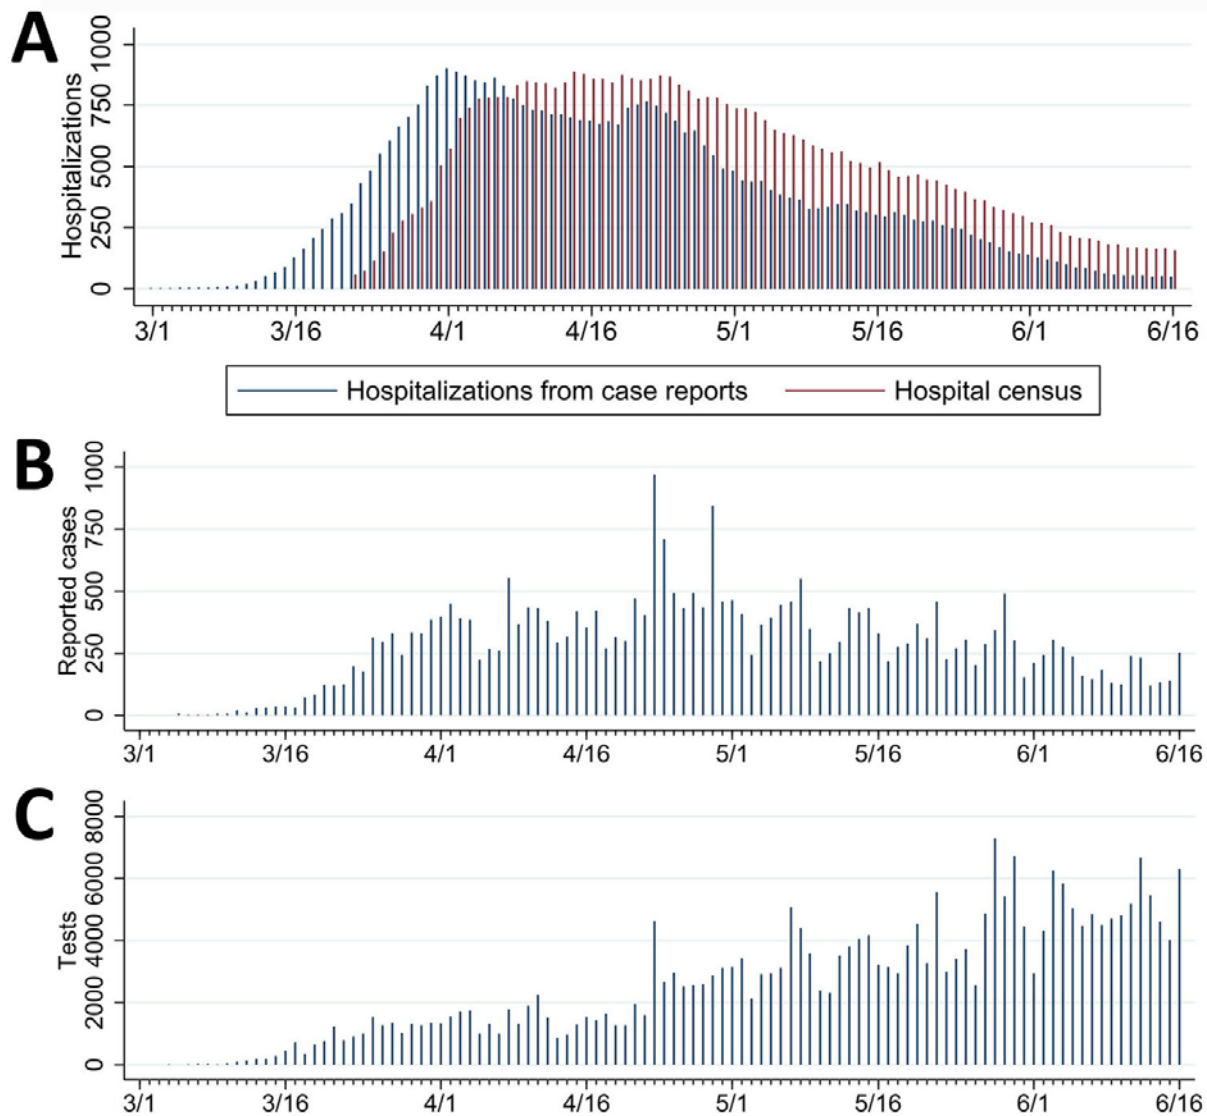 A
Hospitalizations
1000
750
500
250
0
3/1 3/16 4/1 4/16 5/1 5/16 6/1 6/16
Hospitalizations from case reports Hospital census
B
Reported cases
1000
750
500
250
0
3/1 3/16 4/1 4/16 5/1 5/16 6/1 6/16
C
Tests
8000
6000
4000
2000
0
3/1 3/16 4/1 4/16 5/1 5/16 6/1 6/16